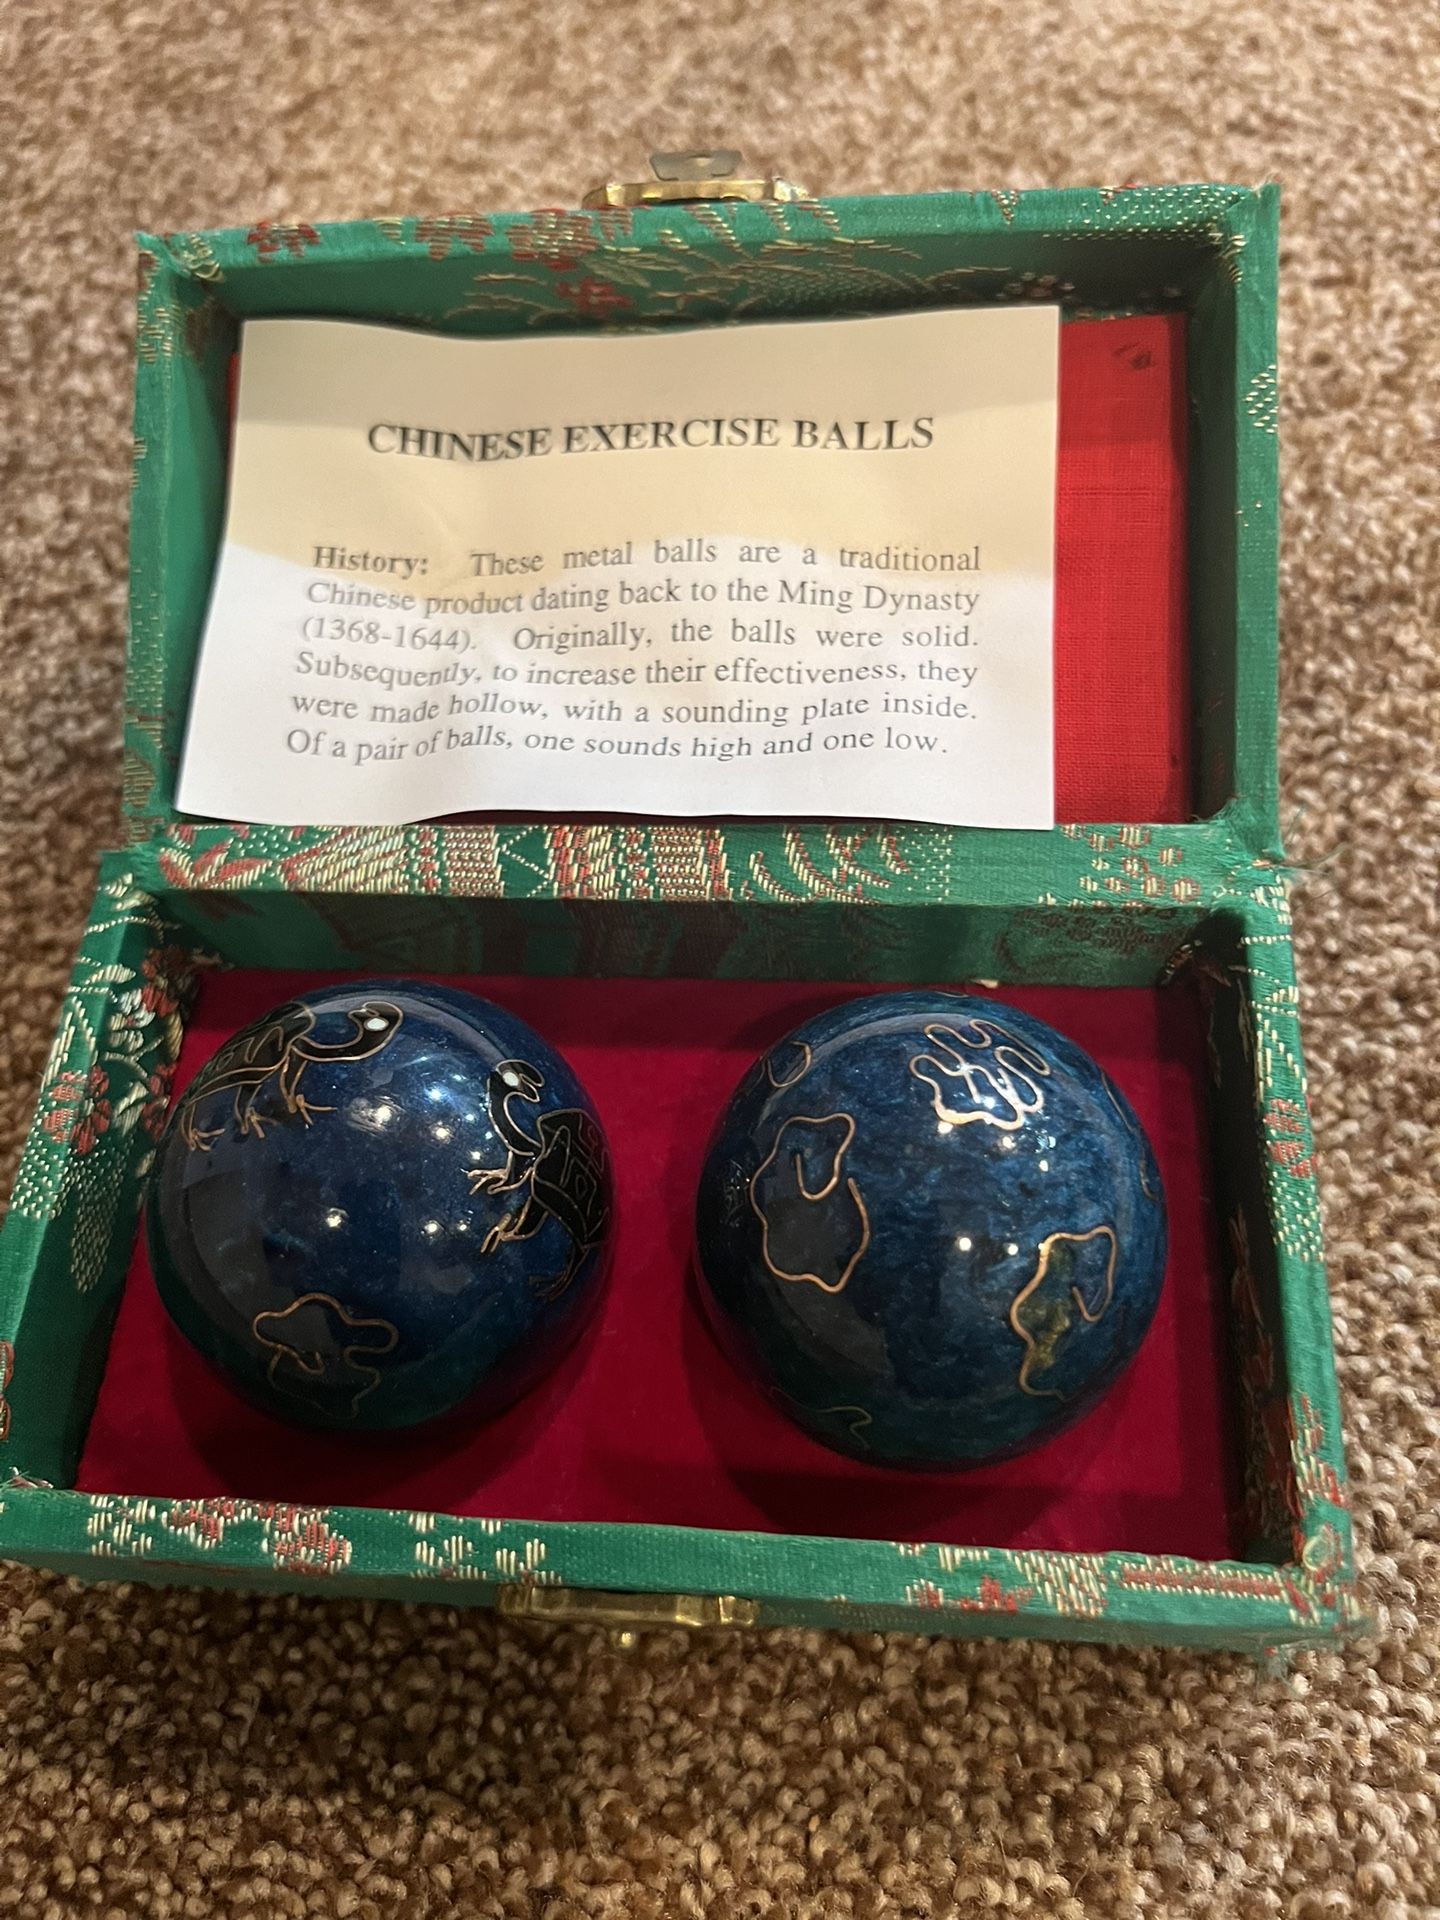 CHINESE EXERCISE BALLS
History: These metal balls are a traditional
Chinese product dating back to the Ming Dynasty
(1368-1644). Originally, the balls were solid.
Subsequently, to increase their effectiveness, they
were made hollow, with a sounding plate inside.
Of a pair of balls, one sounds high and one low.